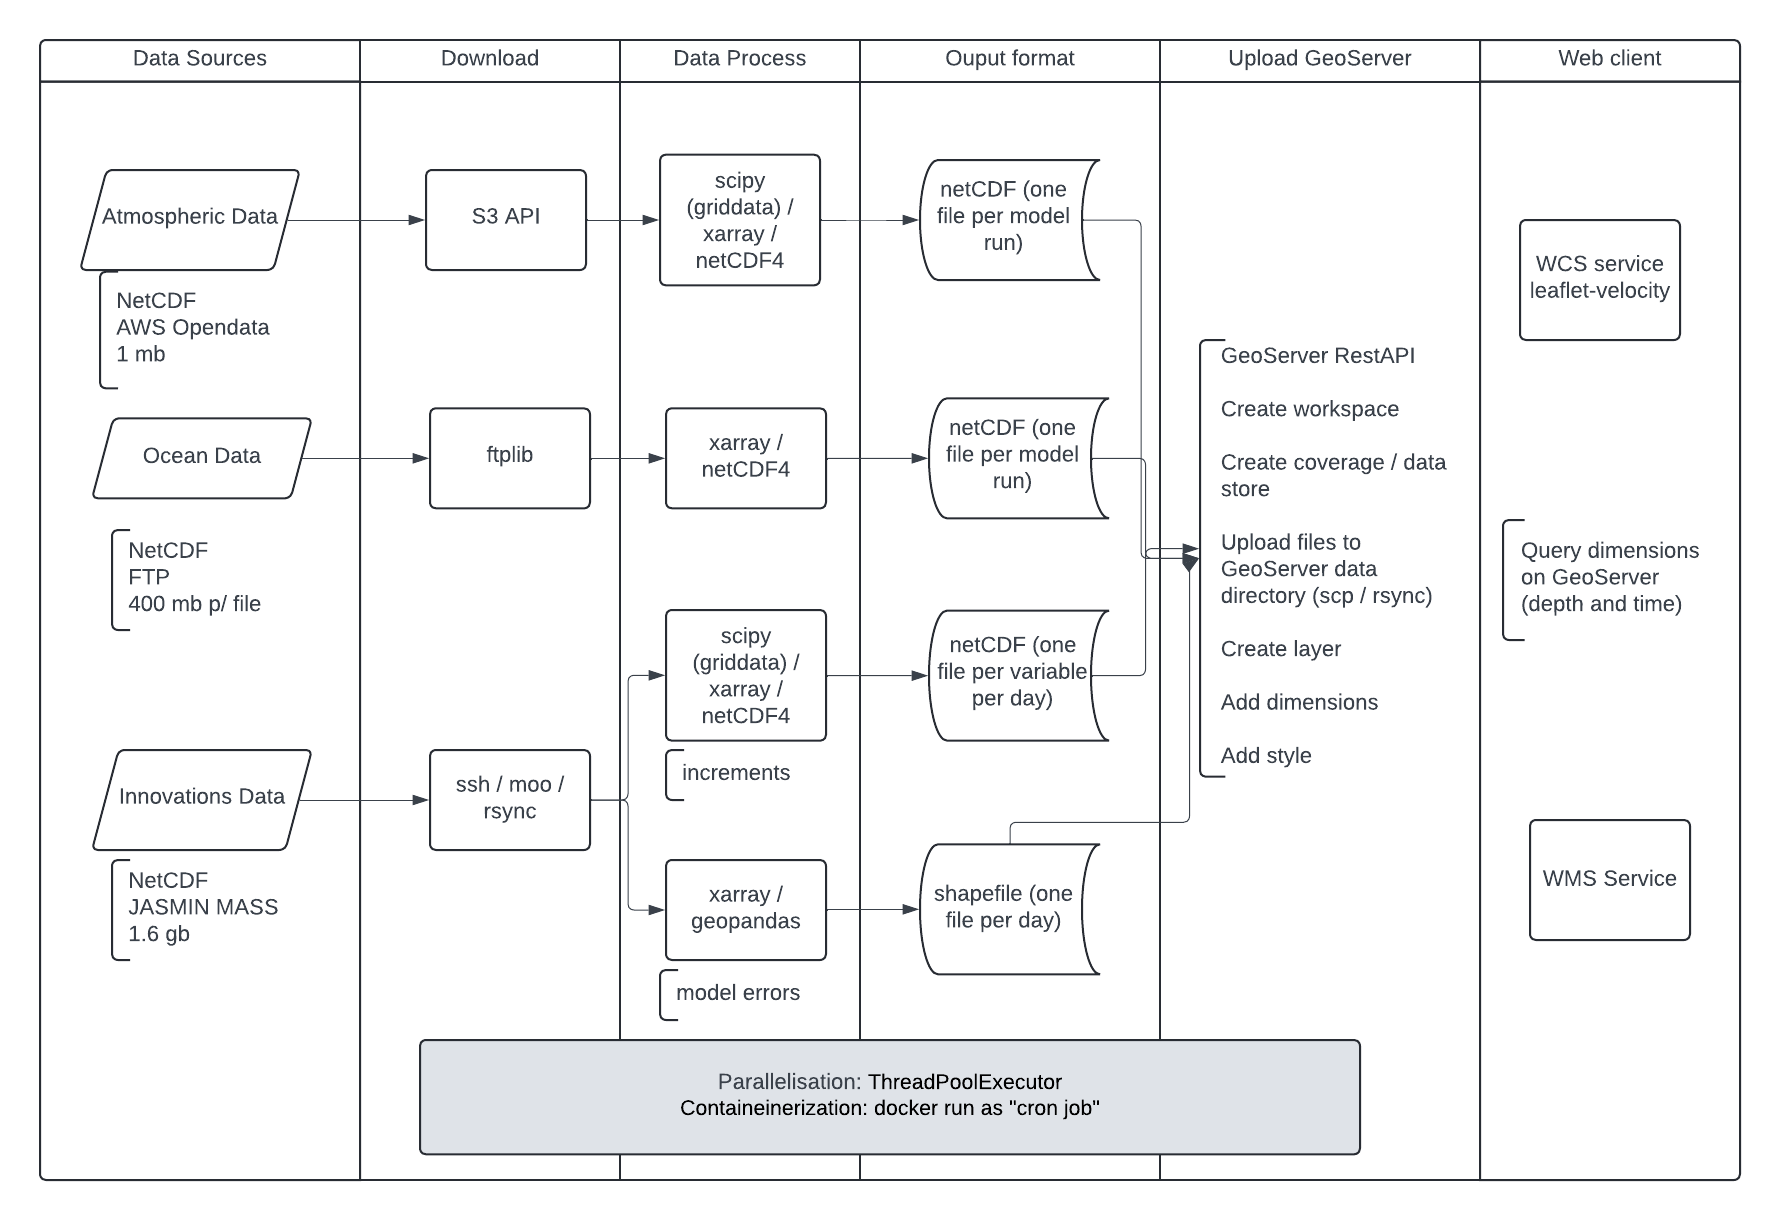 Data Sources
Download
Data Process
Ouput format
Upload GeoServer
Web client
Atmospheric Data
NetCDF
AWS Opendata
1 mb
S3 API
scipy
(griddata) /
xarray /
netCDF4
netCDF (one
file per model
run)
Ocean Data
NetCDF
FTP
400 mb p/ file
ftplib
xarray /
netCDF4
netCDF (one
file per model
run)
Innovations Data
NetCDF
JASMIN MASS
1.6 gb
ssh / moo /
rsync
scipy
(griddata) /
xarray /
netCDF4
increments
netCDF (one
file per variable
per day)
xarray /
geopandas
model errors
shapefile (one
file per day)
GeoServer RestAPI
Create workspace
Create coverage / data
store
Upload files to
GeoServer data
directory (scp / rsync)
Create layer
Add dimensions
Add style
WCS service
leaflet-velocity
Query dimensions
on GeoServer
(depth and time)
WMS Service
Parallelisation: ThreadPoolExecutor
Containeinerization: docker run as "cron job"